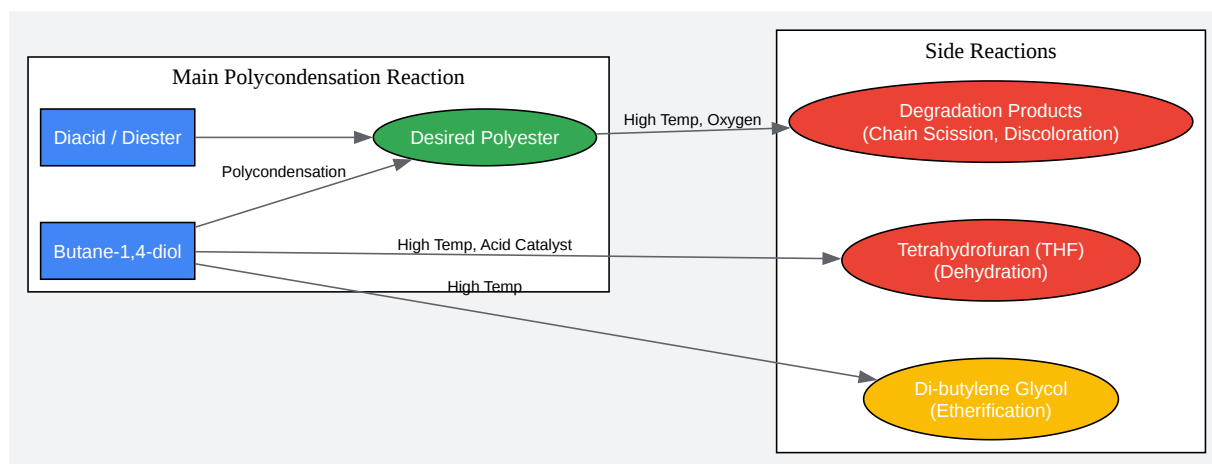 Main Polycondensation Reaction
Diacid / Diester
Desired Polyester
Polycondensation
Butane-1,4-diol
High Temp, Oxygen
High Temp, Acid Catalyst
High Temp
Side Reactions
Degradation Products
(Chain Scission, Discoloration)
Tetrahydrofuran (THF)
(Dehydration)
Di-butylene Glycol
(Etherification)